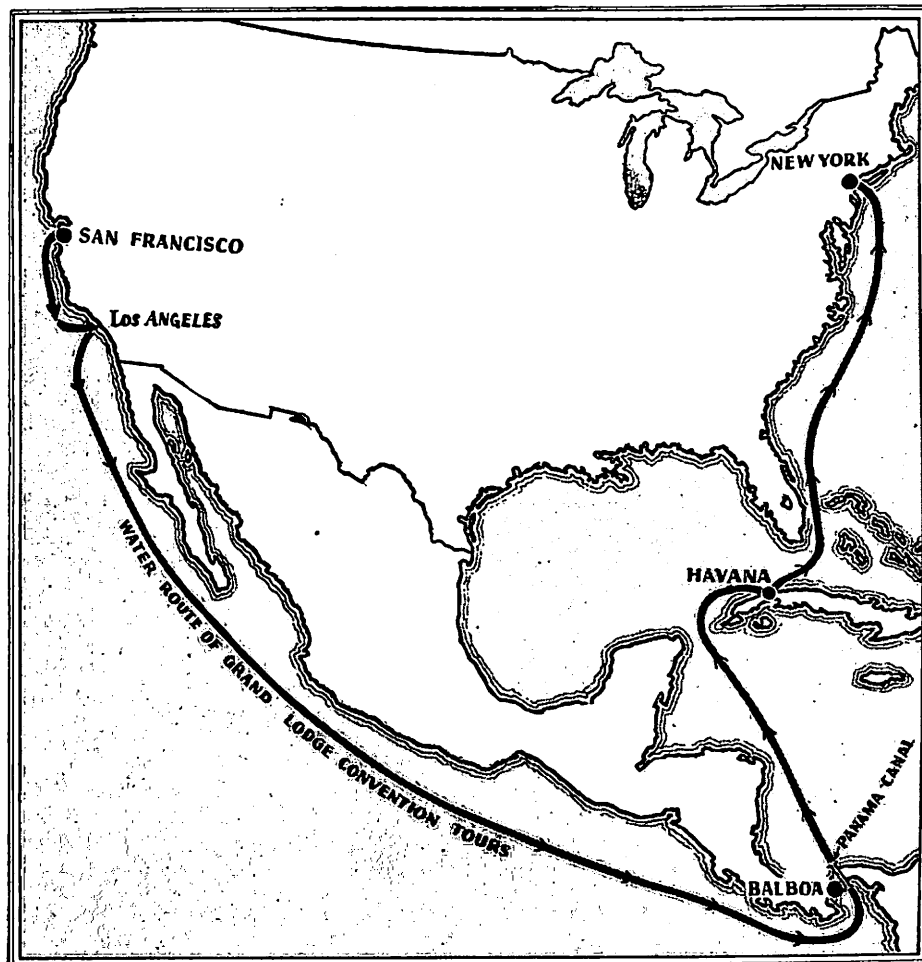 NEW YORK
SAN FRANCISCO
LOS ANGELES
WATER ROUTE OF GRAND LODGE CONVENTION TOURS
HAVANA
PANAMA CANAL
BALBOA